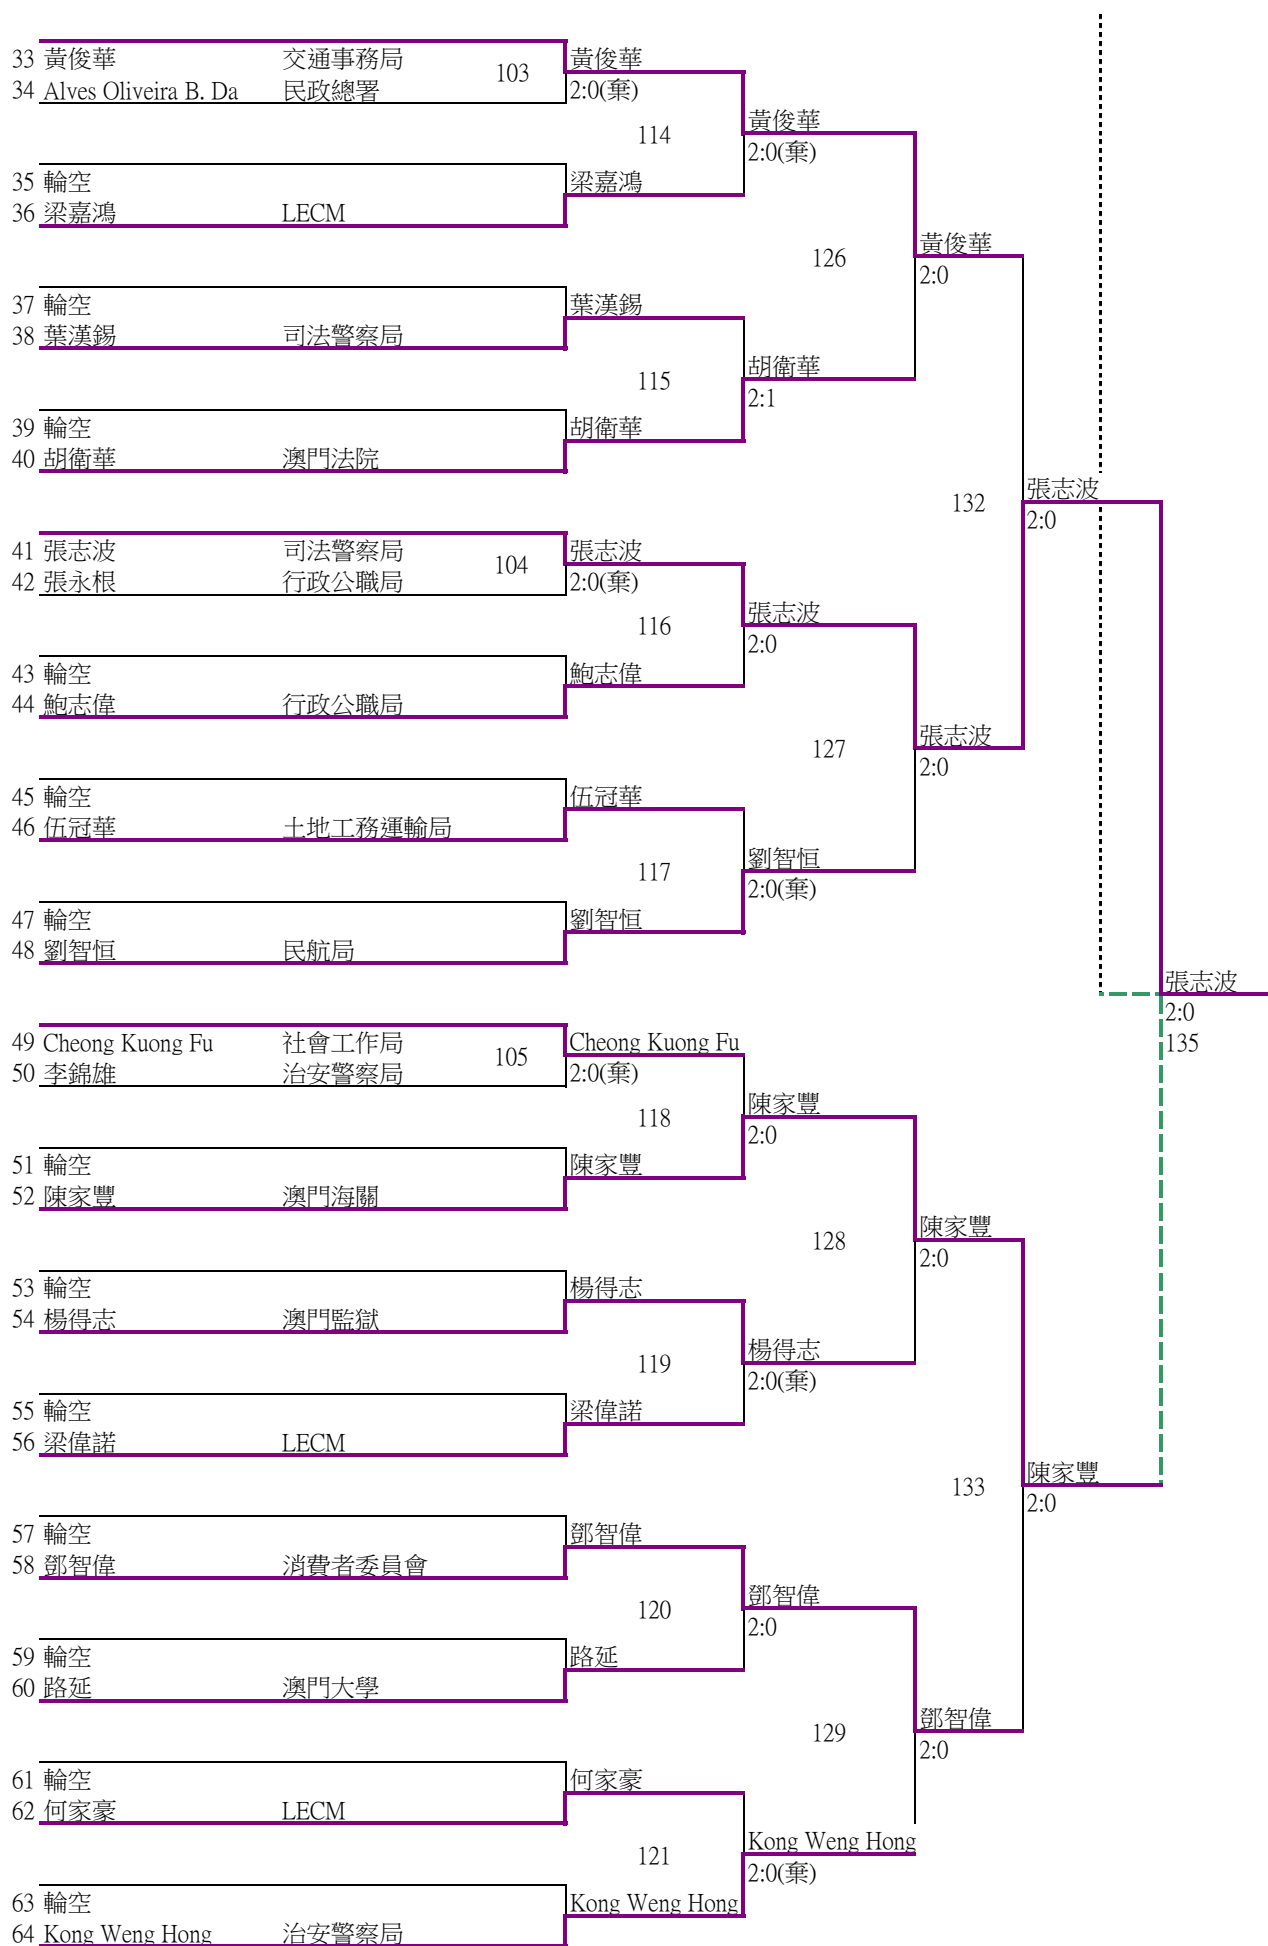 33 黃俊華 交通事務局 103 黃俊華
34 Alves Oliveira B. Da 民政總署 2:0(棄)
114 黃俊華
2:0(棄)
35 輪空 梁嘉鴻
36 梁嘉鴻 LECM
126 黃俊華
2:0
37 輪空 葉漢錫
38 葉漢錫 司法警察局
115 胡衛華
2:1
39 輪空 胡衛華
40 胡衛華 澳門法院
132 張志波
2:0
41 張志波 司法警察局 104 張志波
42 張永根 行政公職局 2:0(棄)
116 張志波
2:0
43 輪空 鮑志偉
44 鮑志偉 行政公職局
127 張志波
2:0
45 輪空 伍冠華
46 伍冠華 土地工務運輸局
117 劉智恒
2:0(棄)
47 輪空 劉智恒
48 劉智恒 民航局
張志波
2:0
135
49 Cheong Kuong Fu 社會工作局 105 Cheong Kuong Fu
50 李錦雄 治安警察局 2:0(棄)
118 陳家豐
2:0
51 輪空 陳家豐
52 陳家豐 澳門海關
128 陳家豐
2:0
53 輪空 楊得志
54 楊得志 澳門監獄
119 楊得志
2:0(棄)
55 輪空 梁偉諾
56 梁偉諾 LECM
133 陳家豐
2:0
57 輪空 鄧智偉
58 鄧智偉 消費者委員會
120 鄧智偉
2:0
59 輪空 路延
60 路延 澳門大學
129 鄧智偉
2:0
61 輪空 何家豪
62 何家豪 LECM
121 Kong Weng Hong
2:0(棄)
63 輪空 Kong Weng Hong
64 Kong Weng Hong 治安警察局